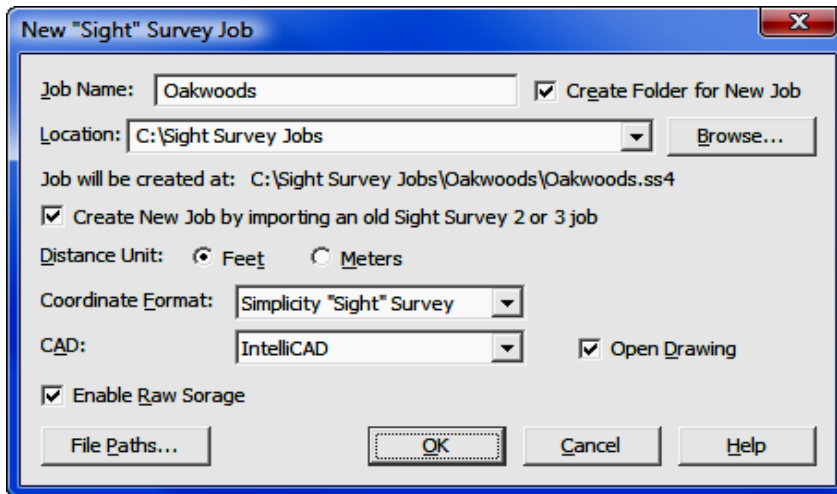 New "Sight" Survey Job
Job Name: Oakwoods Create Folder for New Job
Location: C:\Sight Survey Jobs Browse...
Job will be created at: C:\Sight Survey Jobs\Oakwoods\Oakwoods.ss4
Create New Job by importing an old Sight Survey 2 or 3 job
Distance Unit: Feet Meters
Coordinate Format: Simplicity "Sight" Survey
CAD: IntelliCAD Open Drawing
Enable Raw Sorage
File Paths... OK Cancel Help